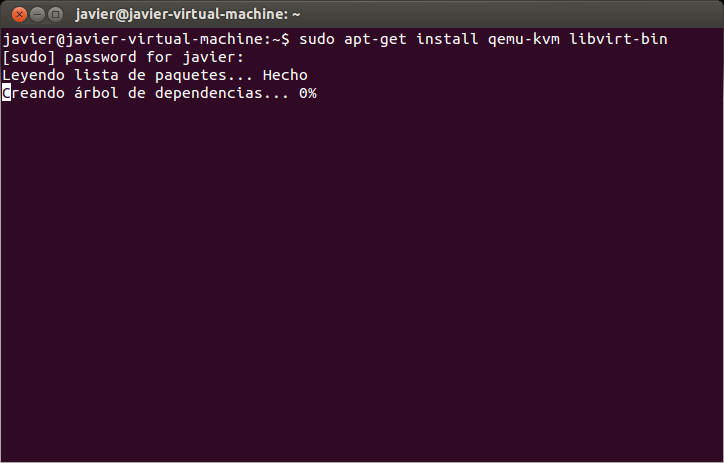 javier@javier-virtual-machine: ~
javier@javier-virtual-machine:~$ sudo apt-get install qemu-kvm libvirt-bin
[sudo] password for javier:
Leyendo lista de paquetes... Hecho
Creando árbol de dependencias... 0%